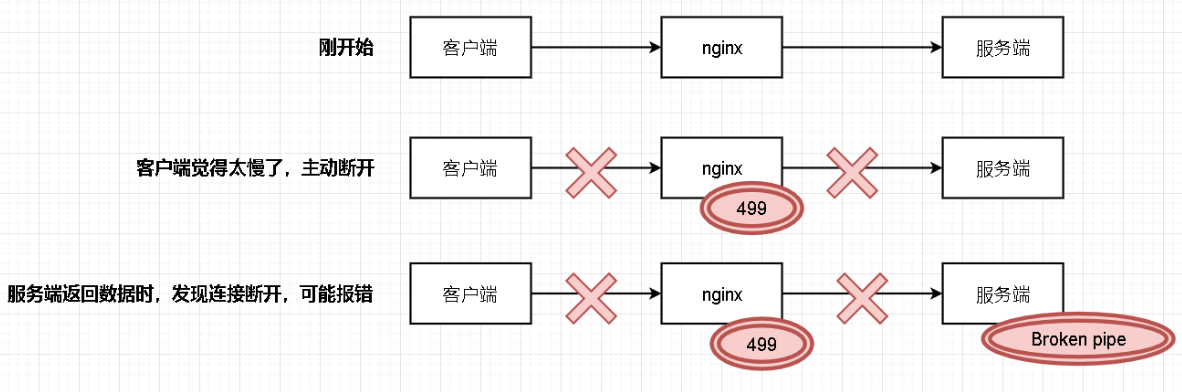 刚开始
客户端
nginx
服务端
客户端觉得太慢了，主动断开
客户端
nginx
服务端
499
服务端返回数据时，发现连接断开，可能报错
客户端
nginx
服务端
499
Broken pipe